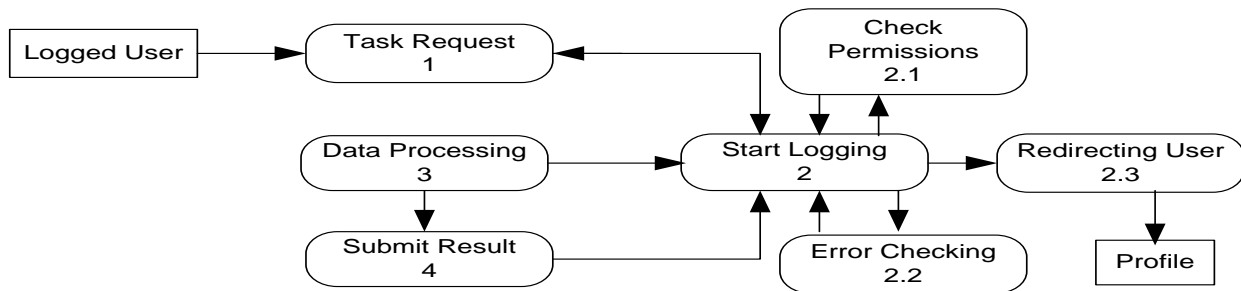 Logged User
Task Request
1
Check
Permissions
2.1
Data Processing
3
Start Logging
2
Redirecting User
2.3
Submit Result
4
Error Checking
2.2
Profile